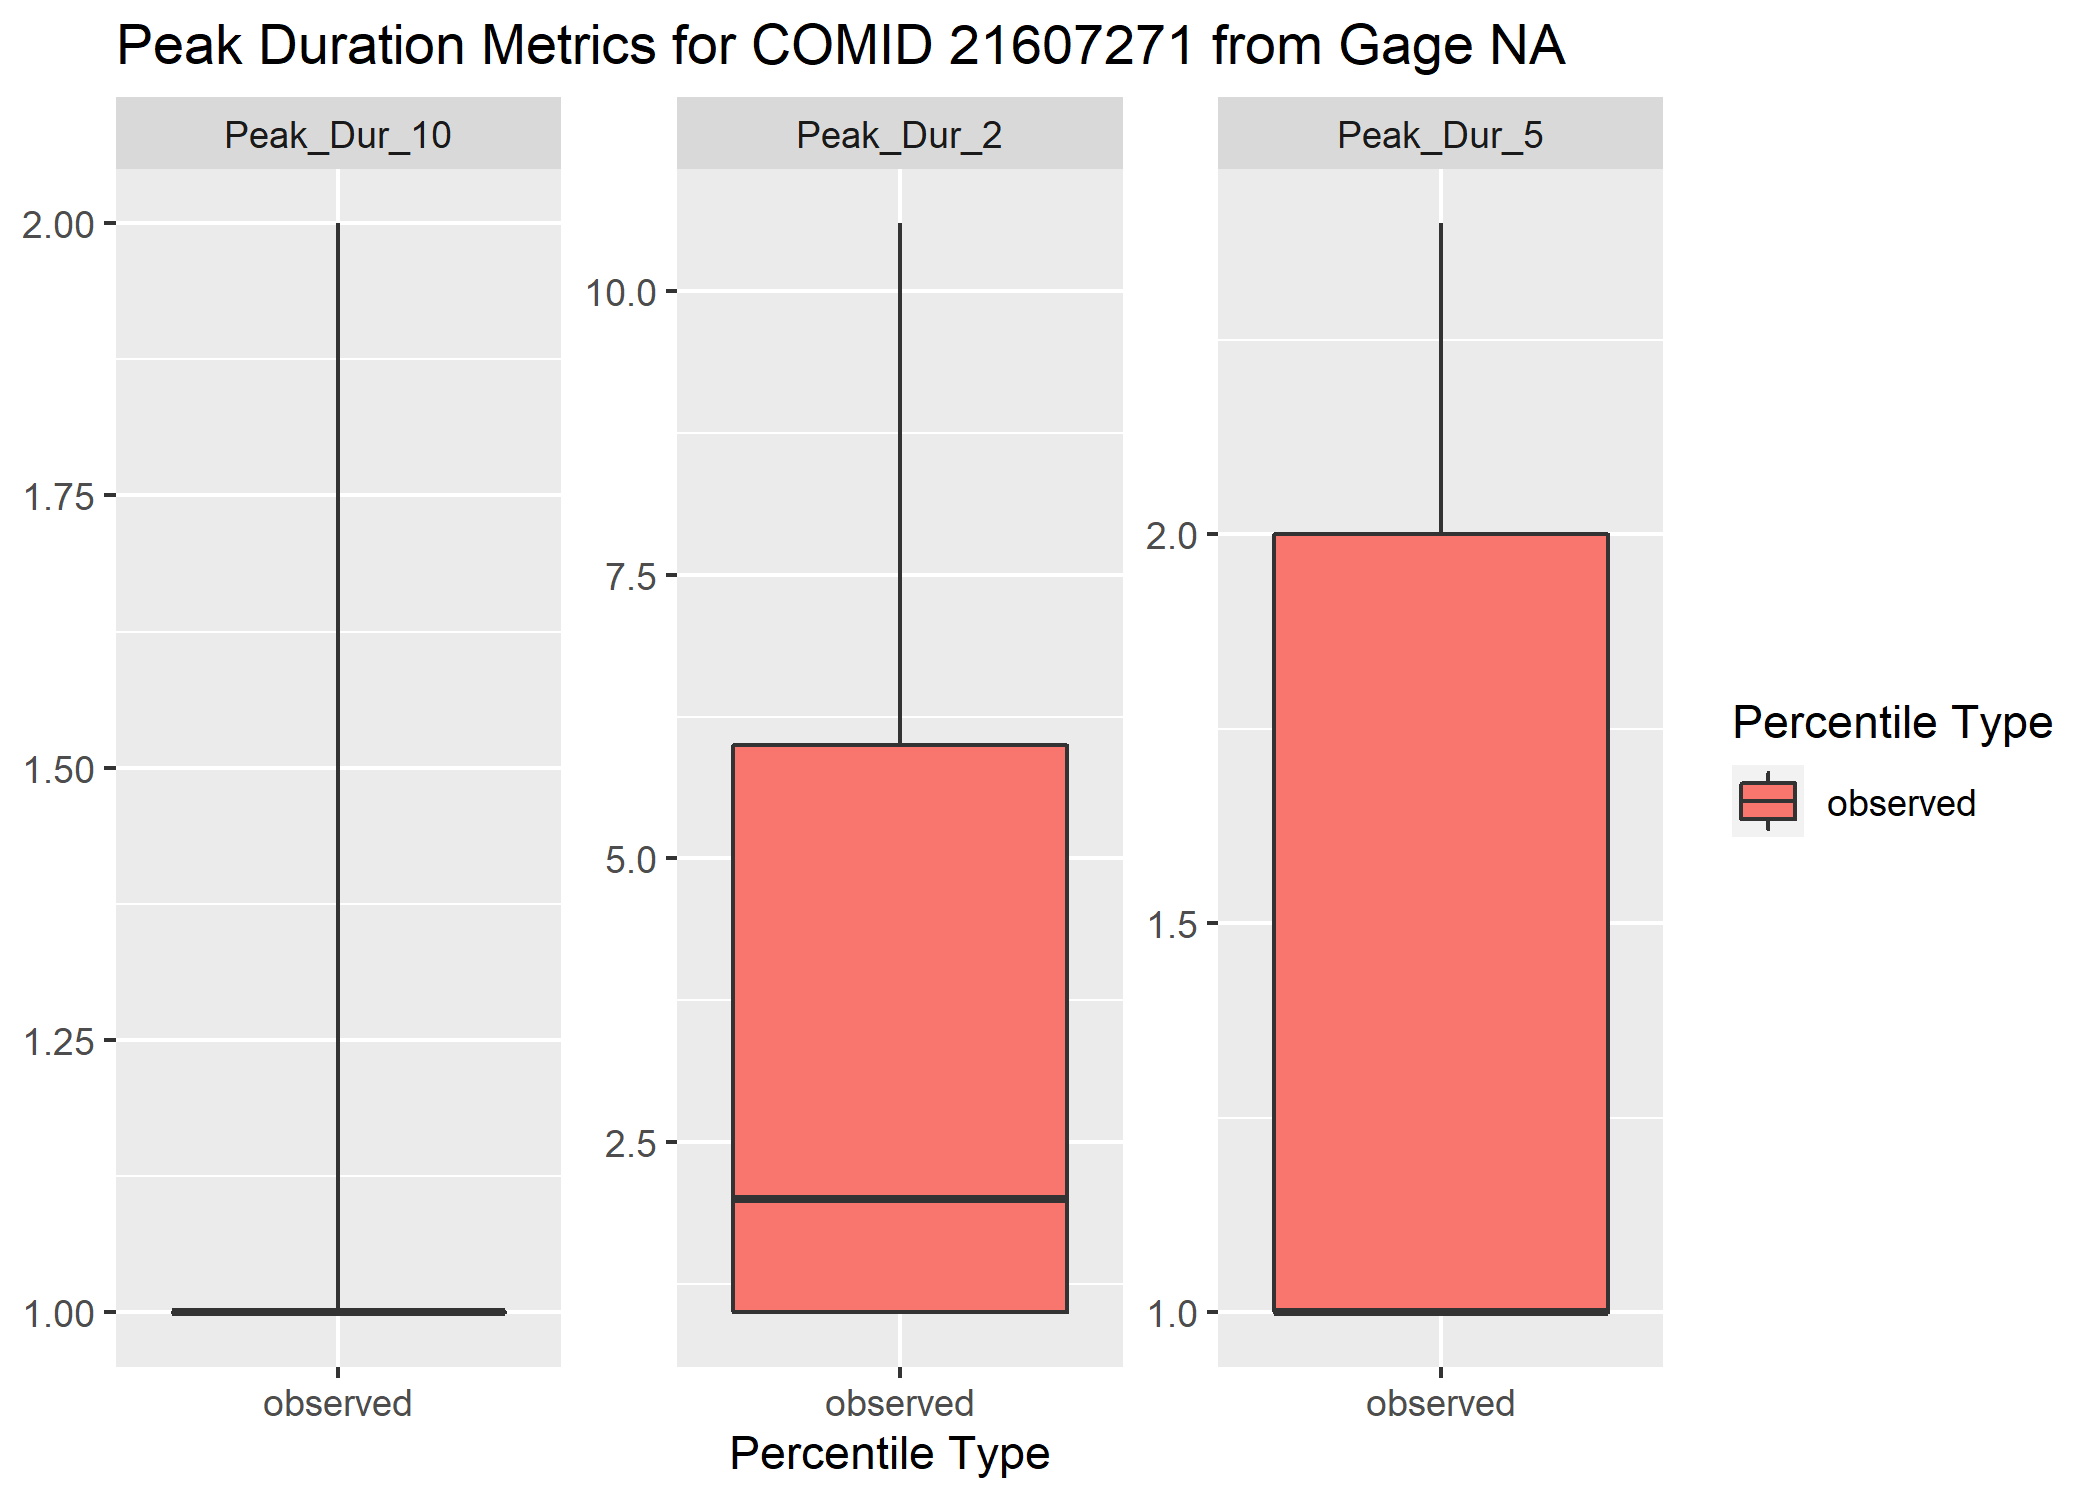 Peak Duration Metrics for COMID 21607271 from Gage NA
Peak_Dur_10
Peak_Dur_2
Peak_Dur_5
2.00
1.75
1.50
1.25
1.00
10.0
7.5
5.0
2.5
2.0
1.5
1.0
observed
observed
observed
Percentile Type
Percentile Type
observed